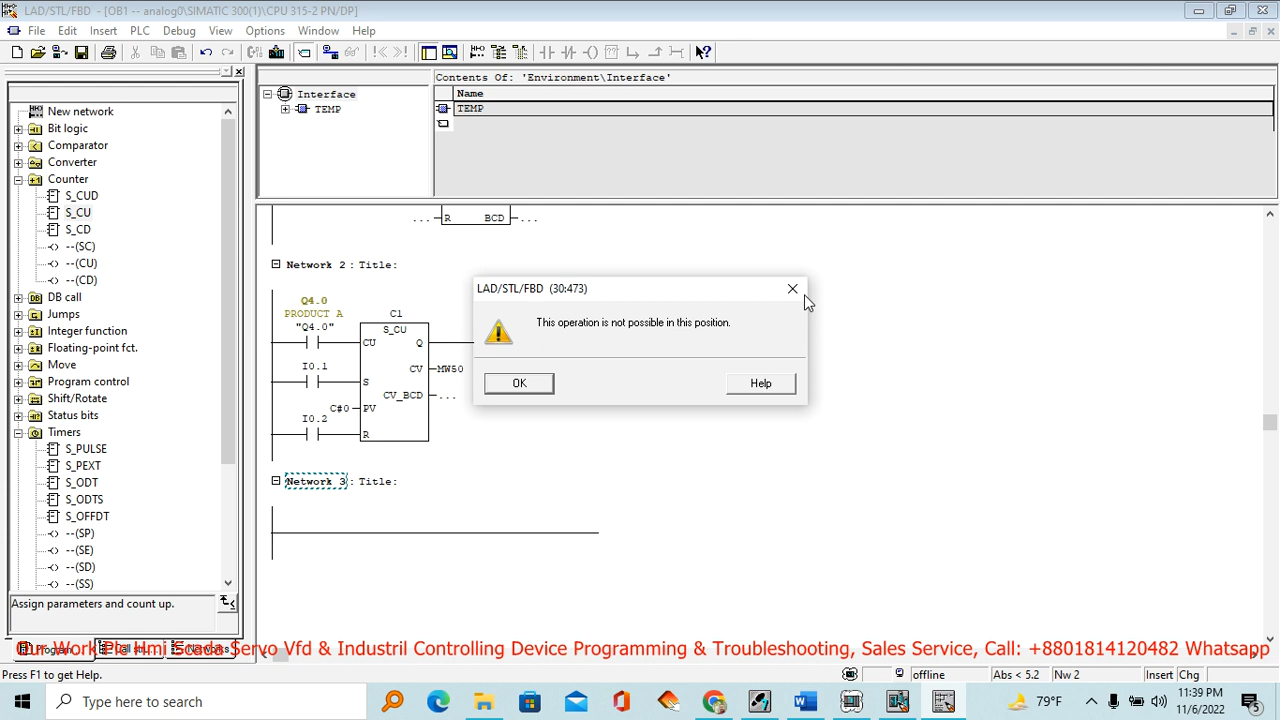 LAD/STL/FBD - [OB1 -- analog0\SIMATIC 300(1)\CPU 315-2 PN/DP]
File Edit Insert PLC Debug View Options Window Help
New network
Bit logic
Comparator
Converter
Counter
S_CUD
S_CU
S_CD
--(SC)
--(CU)
--(CD)
DB call
Jumps
Integer function
Floating-point fct.
Move
Program control
Shift/Rotate
Status bits
Timers
S_PULSE
S_PEXT
S_ODT
S_ODTS
S_OFFDT
--(SP)
--(SE)
--(SD)
--(SS)
Assign parameters and count up.
Interface
TEMP
Contents Of: 'Environment\Interface'
Name
TEMP
... R BCD ...
Network 2 : Title:
Q4.0
PRODUCT A
"Q4.0"
C1
S_CU
CU Q
I0.1
CV MW50
S
CV_BCD ...
C#0 PV
I0.2
R
Network 3 : Title:
LAD/STL/FBD (30:473)
This operation is not possible in this position.
OK Help
Our Work Plc Hmi Ecada Servo Vfd & Industril Controlling Device Programming & Troubleshooting, Sales Service, Call: +8801814120482 Whatsapp
Press F1 to get Help.
offline Abs < 5.2 Nw 2 Insert Chg
Type here to search
79°F
11:39 PM
11/6/2022
5